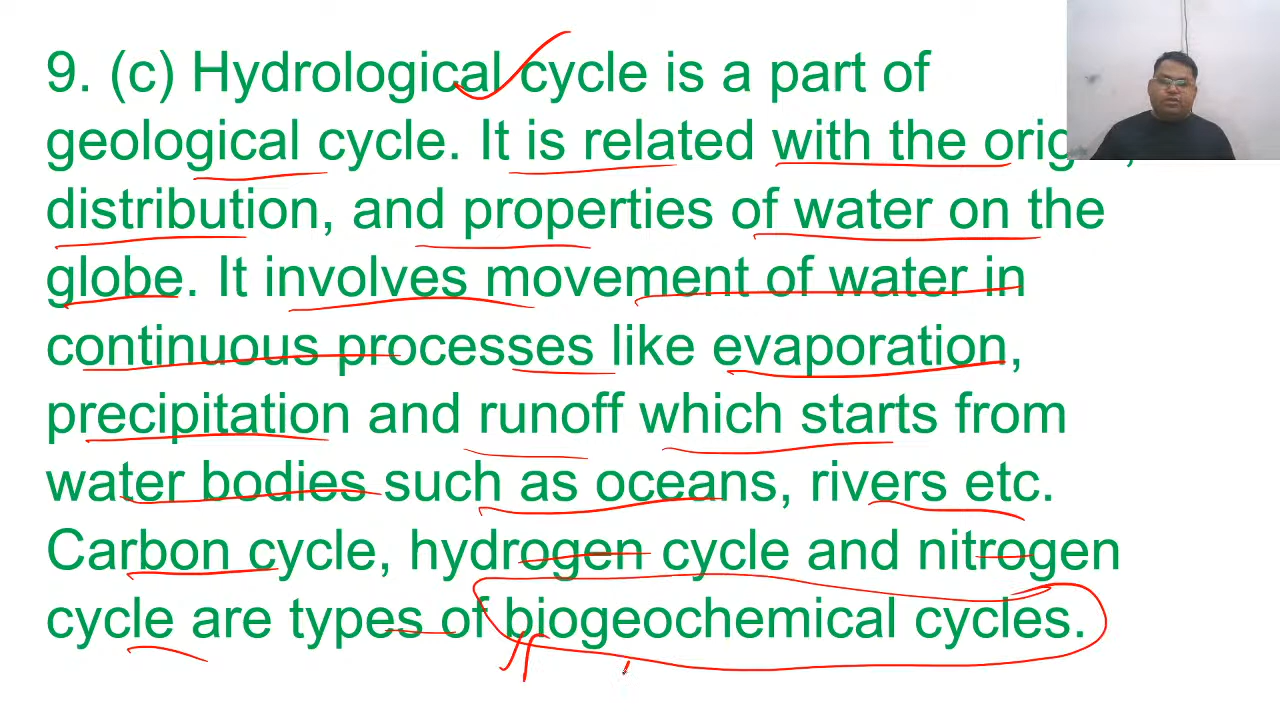 9. (c) Hydrological cycle is a part of
geological cycle. It is related with the
distribution, and properties of water on the
globe. It involves movement of water in
continuous processes like evaporation,
precipitation and runoff which starts from
water bodies such as oceans, rivers etc.
Carbon cycle, hydrogen cycle and nitrogen
cycle are types of biogeochemical cycles.